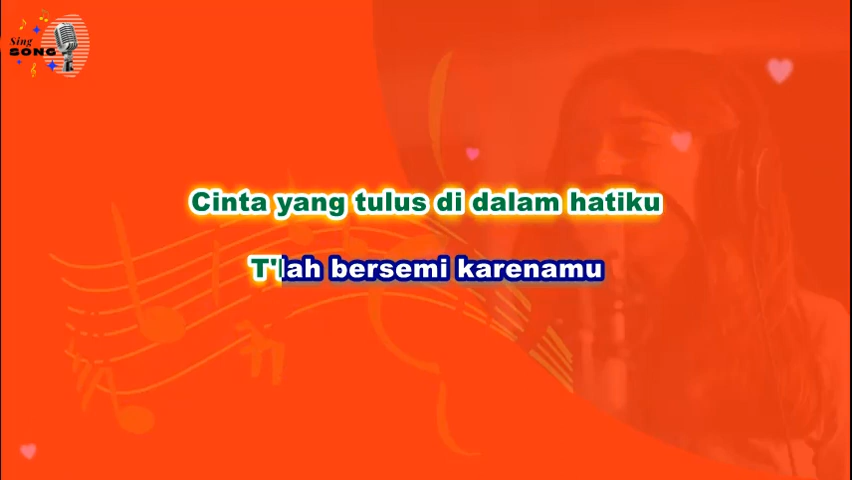 Sing
SONG
Cinta yang tulus di dalam hatiku
T'lah bersemi karenamu